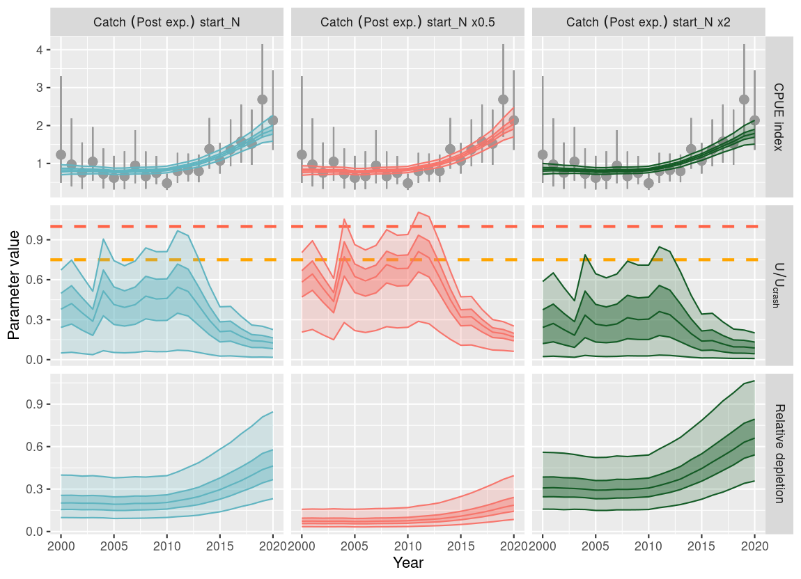 Catch (Post exp.) start_N
Catch (Post exp.) start_N x0.5
Catch (Post exp.) start_N x2
4
3
2
1
CPUE index
0.9
0.6
0.3
0.0
U/Ucrash
0.9
0.6
0.3
0.0
Relative depletion
Parameter value
2000 2005 2010 2015 2020
2000 2005 2010 2015 2020
2000 2005 2010 2015 2020
Year